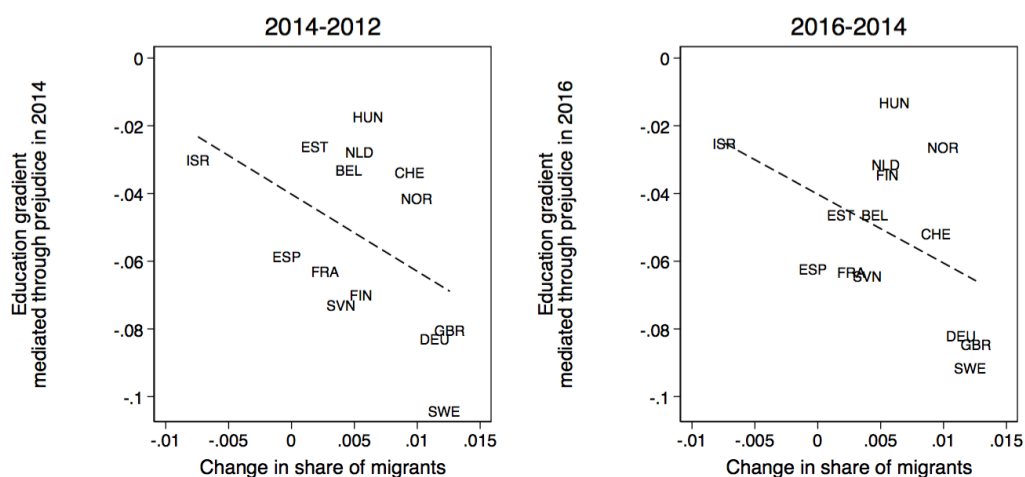 2014-2012
Education gradient
mediated through prejudice in 2014
0
-.02
-.04
-.06
-.08
-.1
HUN
EST
NLD
ISR
BEL
CHE
NOR
ESP
FRA
FIN
SVN
GBR
DEU
SWE
-.01 -.005 0 .005 .01 .015
Change in share of migrants
2016-2014
Education gradient
mediated through prejudice in 2016
0
-.02
-.04
-.06
-.08
-.1
HUN
ISR
NOR
NLD
FIN
EST BEL
CHE
ESP
FRA
SVN
DEU
GBR
SWE
-.01 -.005 0 .005 .01 .015
Change in share of migrants